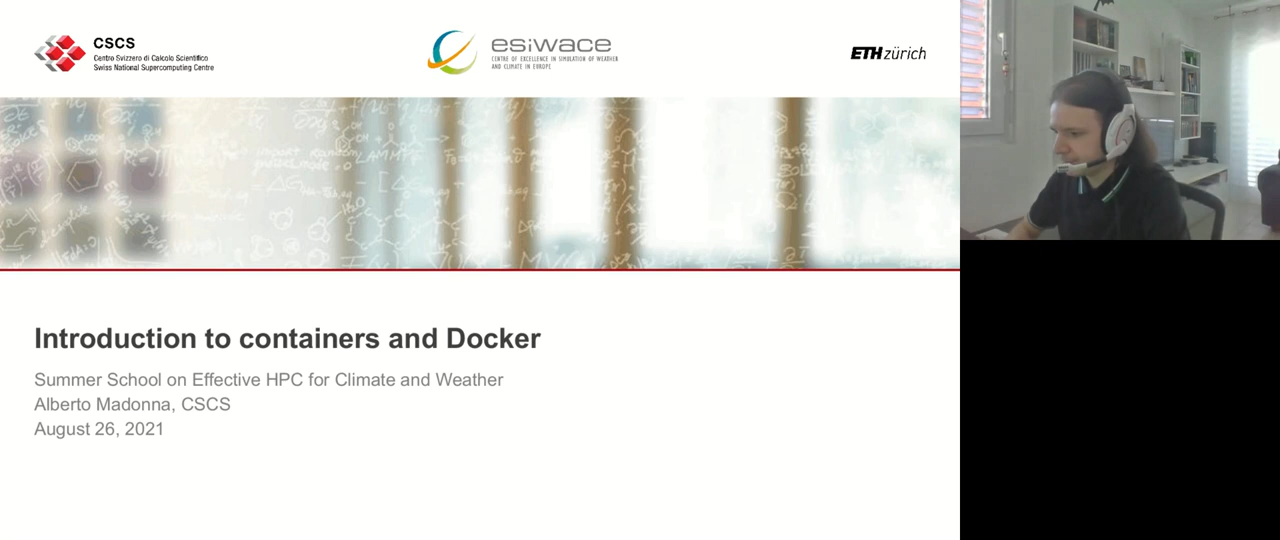 CSCS
Centro Svizzero di Calcolo Scientifico
Swiss National Supercomputing Centre
esiwace
CENTRE OF EXCELLENCE IN SIMULATION OF WEATHER
AND CLIMATE IN EUROPE
ETH zürich
Introduction to containers and Docker
Summer School on Effective HPC for Climate and Weather
Alberto Madonna, CSCS
August 26, 2021